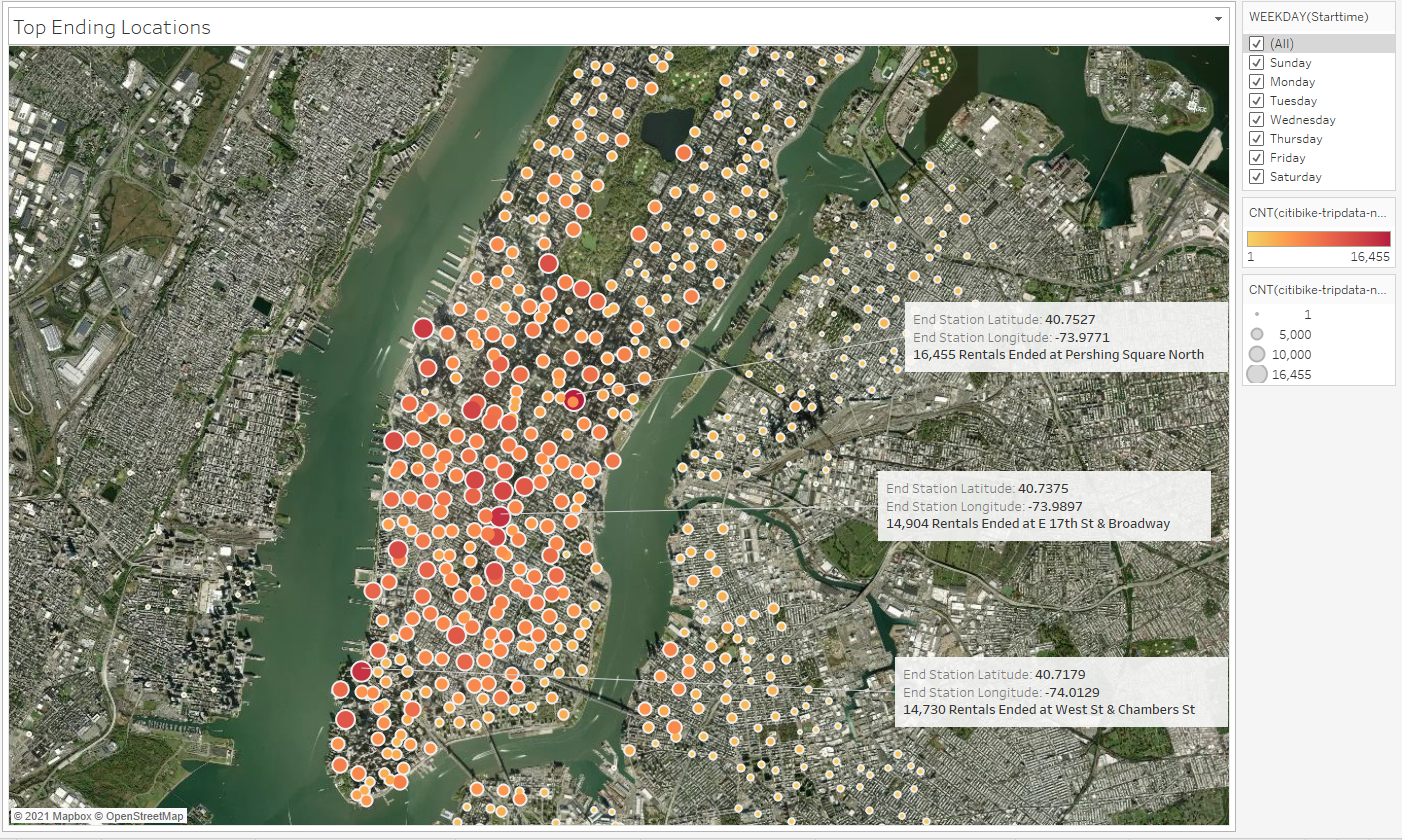 Top Ending Locations
End Station Latitude: 40.7527
End Station Longitude: -73.9771
16,455 Rentals Ended at Pershing Square North
End Station Latitude: 40.7375
End Station Longitude: -73.9897
14,904 Rentals Ended at E 17th St & Broadway
End Station Latitude: 40.7179
End Station Longitude: -74.0129
14,730 Rentals Ended at West St & Chambers St
© 2021 Mapbox © OpenStreetMap
WEEKDAY(Starttime)
(All)
Sunday
Monday
Tuesday
Wednesday
Thursday
Friday
Saturday
CNT(citibike-tripdata-n...
1 16,455
CNT(citibike-tripdata-n...
1
5,000
10,000
16,455